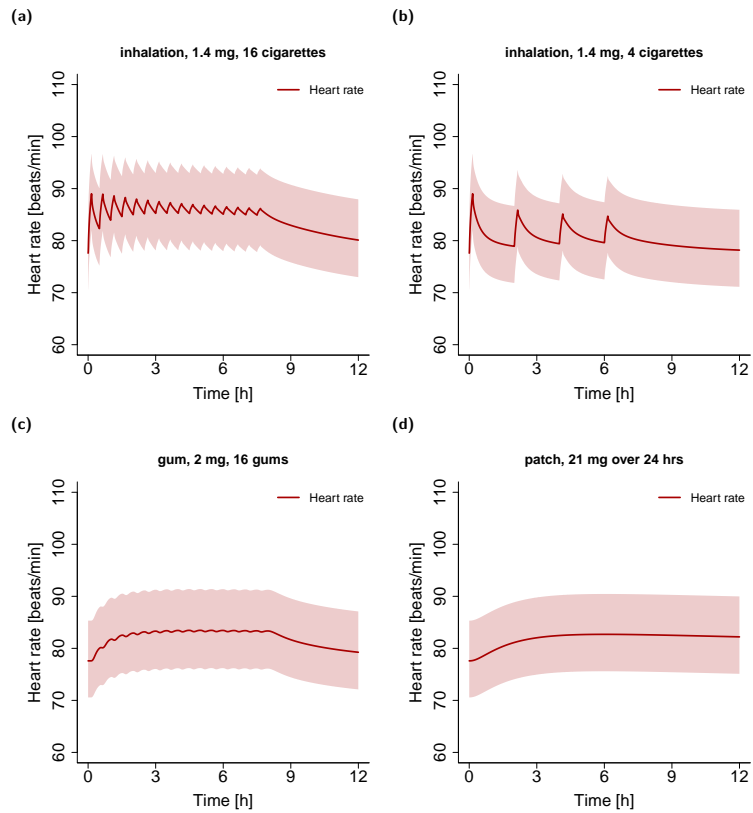 (a)
inhalation, 1.4 mg, 16 cigarettes
Heart rate
Heart rate [beats/min]
110
100
90
80
70
60
0 3 6 9 12
Time [h]
(b)
inhalation, 1.4 mg, 4 cigarettes
Heart rate
Heart rate [beats/min]
110
100
90
80
70
60
0 3 6 9 12
Time [h]
(c)
gum, 2 mg, 16 gums
Heart rate
Heart rate [beats/min]
110
100
90
80
70
60
0 3 6 9 12
Time [h]
(d)
patch, 21 mg over 24 hrs
Heart rate
Heart rate [beats/min]
110
100
90
80
70
60
0 3 6 9 12
Time [h]